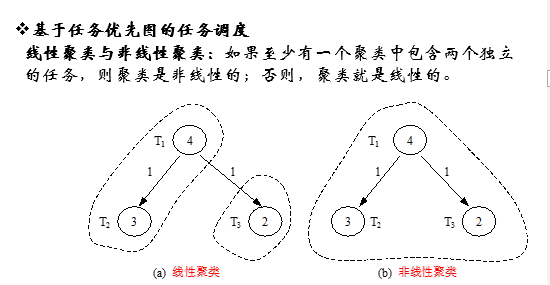 ❖基于任务优先图的任务调度
线性聚类与非线性聚类：如果至少有一个聚类中包含两个独立
的任务，则聚类是非线性的；否则，聚类就是线性的。
T1 4
1 1
T2 3 T3 2
(a) 线性聚类
T1 4
1 1
3 T2 T3 2
(b) 非线性聚类